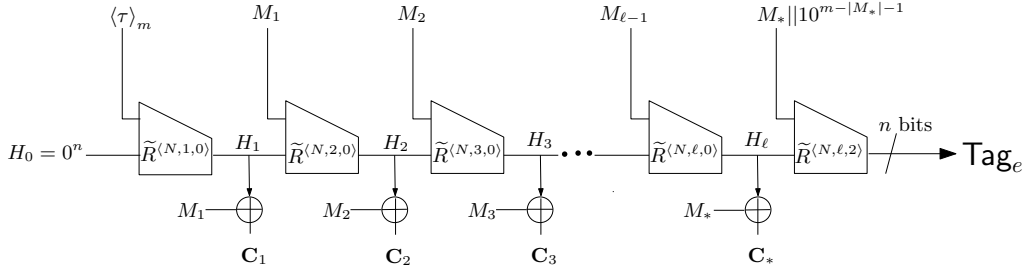 ⟨τ⟩_m M_1 M_2 M_{ℓ−1} M_*||10^{m−|M_*|−1}
n bits
H_0 = 0^n R̃^{⟨N,1,0⟩} H_1 R̃^{⟨N,2,0⟩} H_2 R̃^{⟨N,3,0⟩} H_3 ••• R̃^{⟨N,ℓ,0⟩} H_ℓ R̃^{⟨N,ℓ,2⟩} Tag_e
M_1 M_2 M_3 M_*
C_1 C_2 C_3 C_*